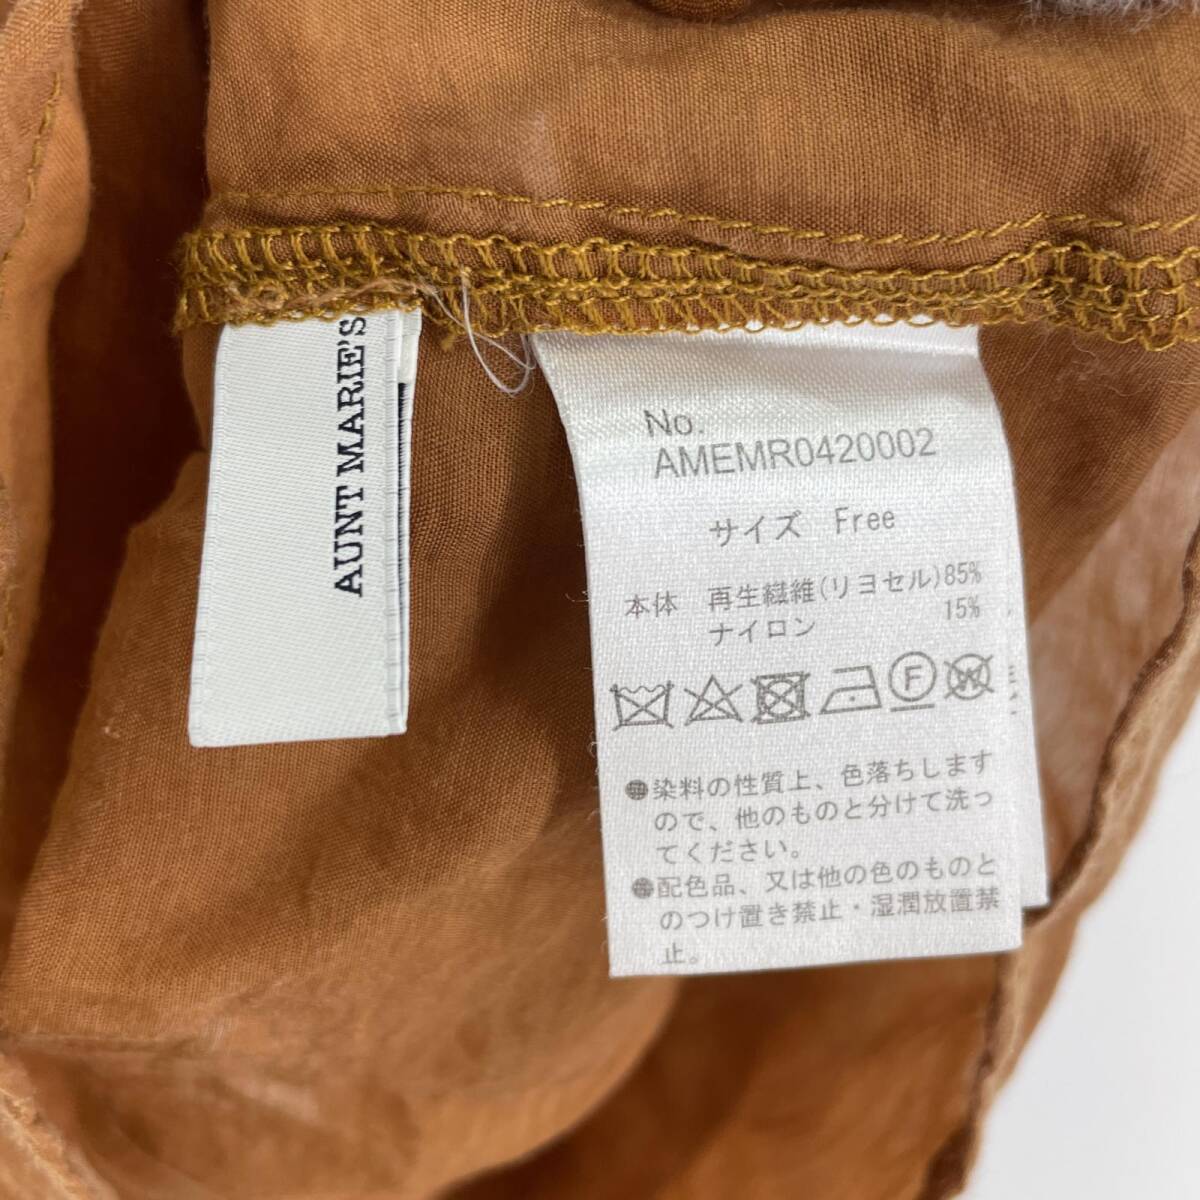 AUNT MARIE'S
No.
AMEMR0420002
サイズ Free
本体 再生繊維(リヨセル)85%
ナイロン 15%
F
W
●染料の性質上、色落ちします
ので、他のものと分けて洗っ
てください。
●配色品、又は他の色のものと
のつけ置き禁止・湿潤放置禁
止。